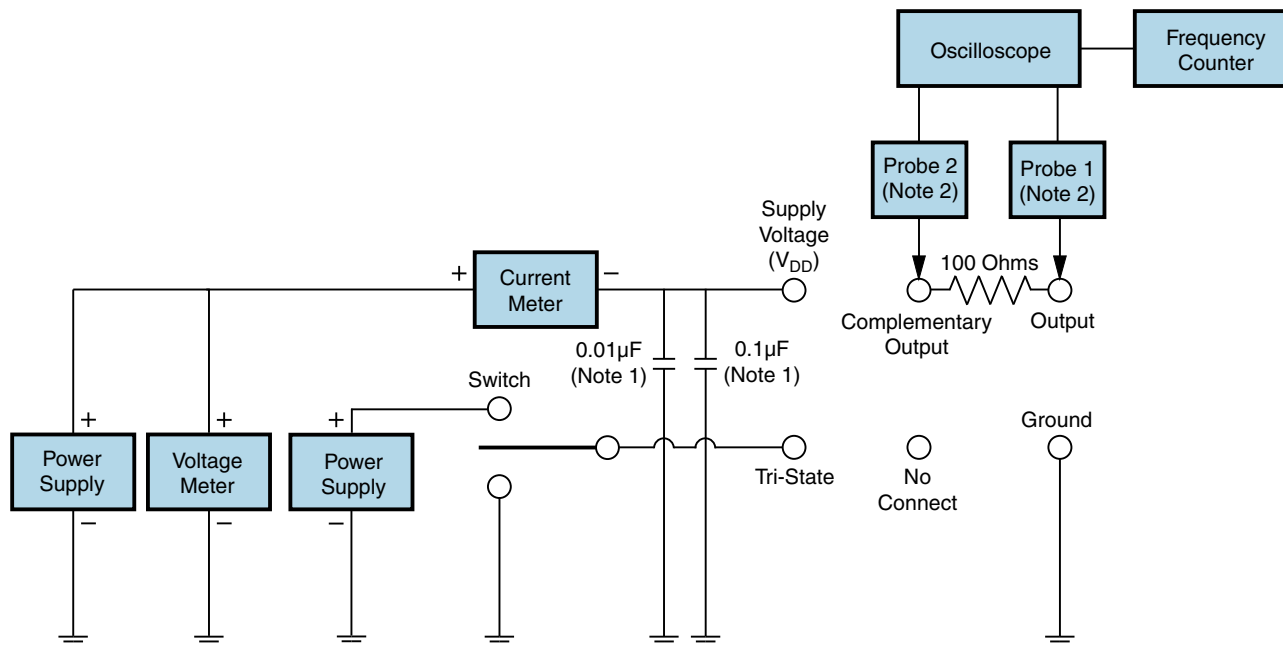 Oscilloscope
Frequency
Counter
Probe 2
(Note 2)
Probe 1
(Note 2)
Supply
Voltage
(VDD)
100 Ohms
+
Current
Meter
−
Complementary
Output
Output
0.01µF
(Note 1)
0.1µF
(Note 1)
Switch
+
Power
Supply
−
+
Voltage
Meter
−
+
Power
Supply
−
Tri-State
No
Connect
Ground